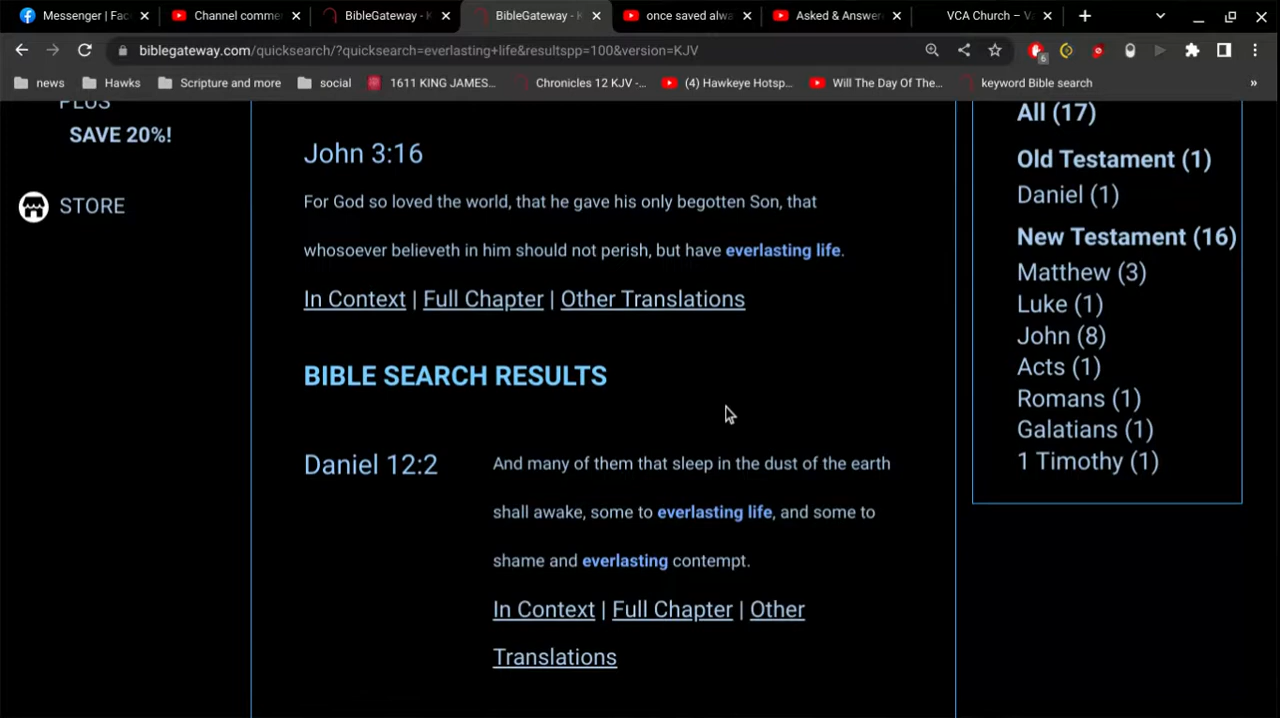 Messenger | Fac
Channel comme
BibleGateway - K
BibleGateway - K
once saved alwa
Asked & Answere
VCA Church – Va
biblegateway.com/quicksearch/?quicksearch=everlasting+life&resultspp=100&version=KJV
6
news
Hawks
Scripture and more
social
1611 KING JAMES...
Chronicles 12 KJV -...
(4) Hawkeye Hotsp...
Will The Day Of The...
keyword Bible search
»
PLUS
SAVE 20%!
STORE
John 3:16
For God so loved the world, that he gave his only begotten Son, that
whosoever believeth in him should not perish, but have everlasting life.
In Context | Full Chapter | Other Translations
BIBLE SEARCH RESULTS
Daniel 12:2
And many of them that sleep in the dust of the earth
shall awake, some to everlasting life, and some to
shame and everlasting contempt.
In Context | Full Chapter | Other
Translations
All (17)
Old Testament (1)
Daniel (1)
New Testament (16)
Matthew (3)
Luke (1)
John (8)
Acts (1)
Romans (1)
Galatians (1)
1 Timothy (1)